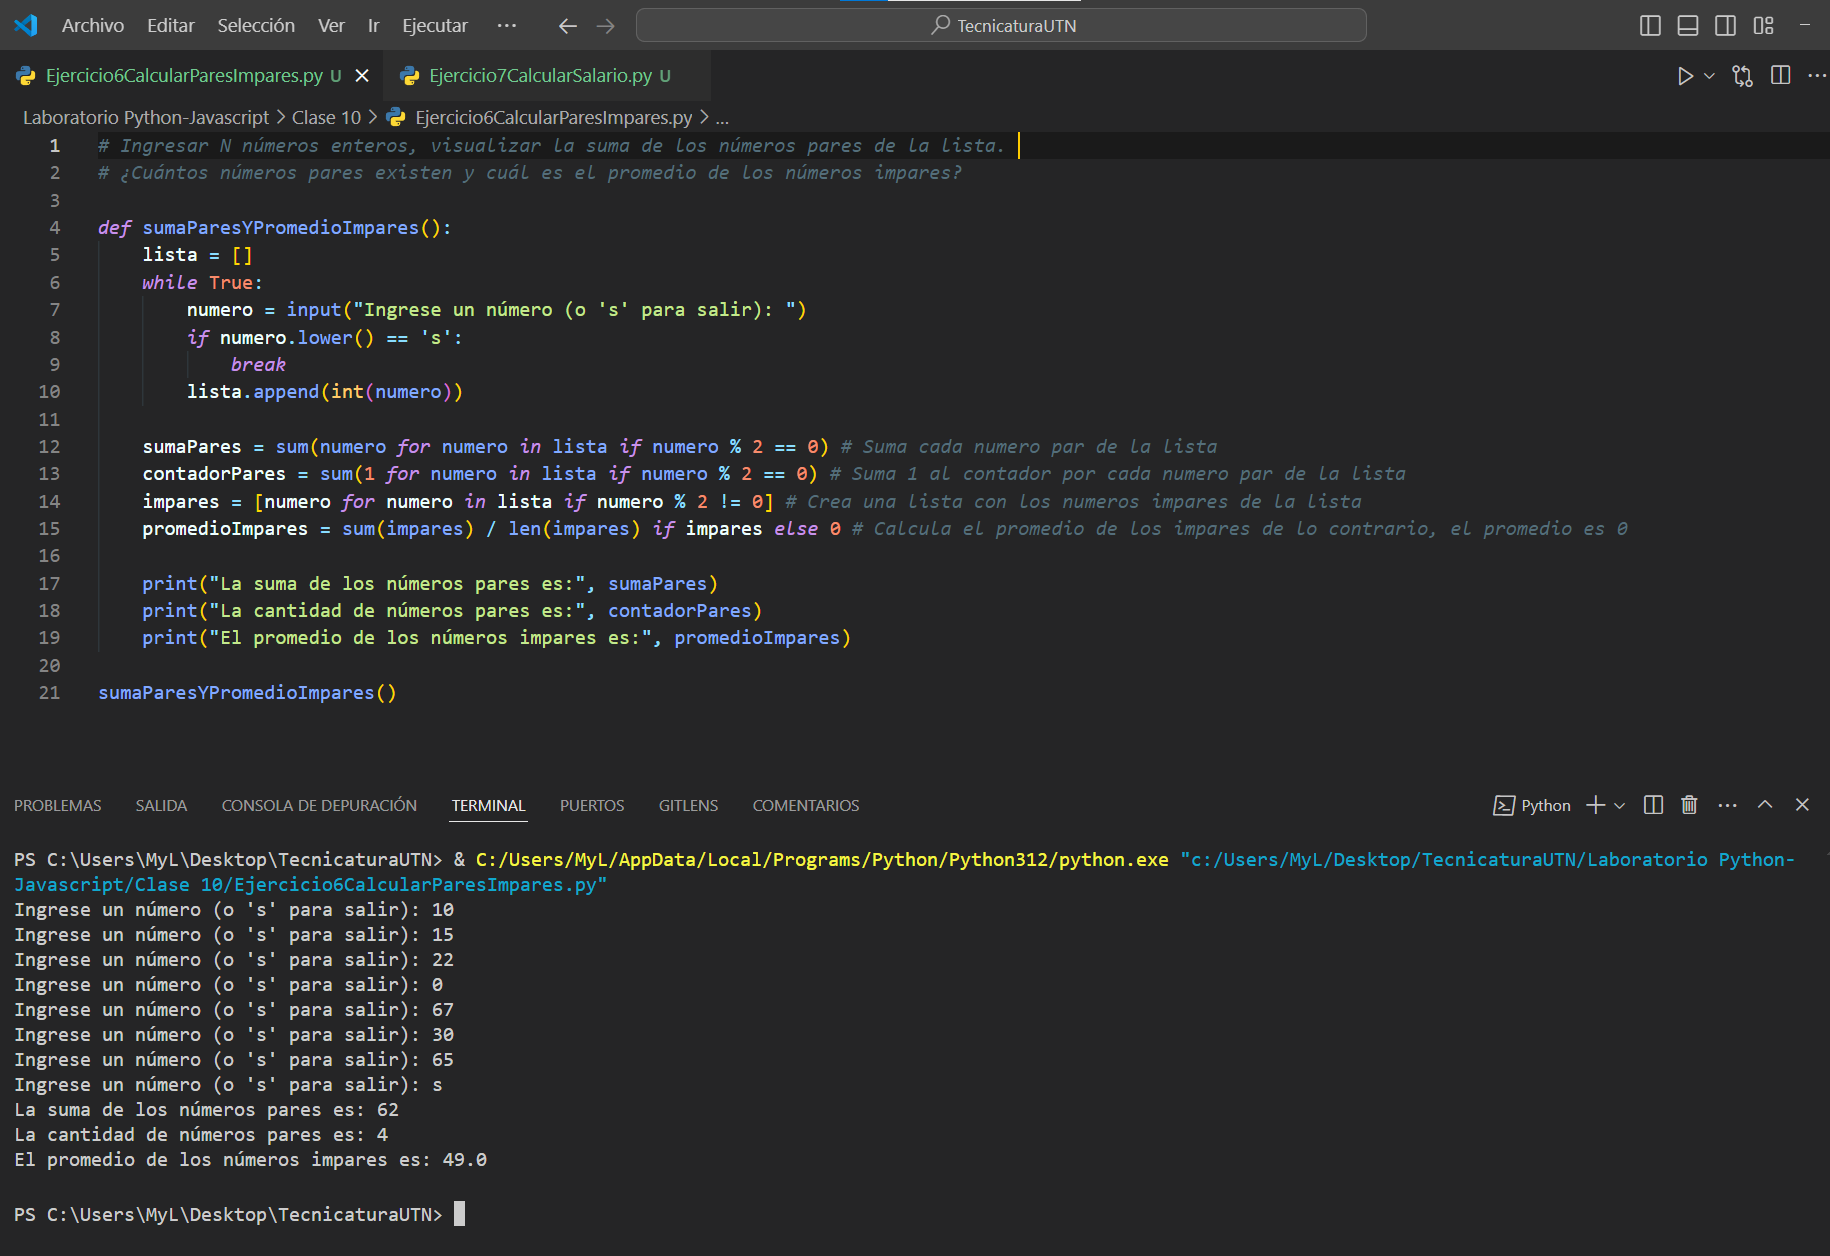 Archivo Editar Selección Ver Ir Ejecutar ··· TecnicaturaUTN
Ejercicio6CalcularParesImpares.py U Ejercicio7CalcularSalario.py U
Laboratorio Python-Javascript > Clase 10 > Ejercicio6CalcularParesImpares.py > ...
1 # Ingresar N números enteros, visualizar la suma de los números pares de la lista.
2 # ¿Cuántos números pares existen y cuál es el promedio de los números impares?
3
4 def sumaParesYPromedioImpares():
5 lista = []
6 while True:
7 numero = input("Ingrese un número (o 's' para salir): ")
8 if numero.lower() == 's':
9 break
10 lista.append(int(numero))
11
12 sumaPares = sum(numero for numero in lista if numero % 2 == 0) # Suma cada numero par de la lista
13 contadorPares = sum(1 for numero in lista if numero % 2 == 0) # Suma 1 al contador por cada numero par de la lista
14 impares = [numero for numero in lista if numero % 2 != 0] # Crea una lista con los numeros impares de la lista
15 promedioImpares = sum(impares) / len(impares) if impares else 0 # Calcula el promedio de los impares de lo contrario, el promedio es 0
16
17 print("La suma de los números pares es:", sumaPares)
18 print("La cantidad de números pares es:", contadorPares)
19 print("El promedio de los números impares es:", promedioImpares)
20
21 sumaParesYPromedioImpares()
PROBLEMAS SALIDA CONSOLA DE DEPURACIÓN TERMINAL PUERTOS GITLENS COMENTARIOS Python
PS C:\Users\MyL\Desktop\TecnicaturaUTN> & C:/Users/MyL/AppData/Local/Programs/Python/Python312/python.exe "c:/Users/MyL/Desktop/TecnicaturaUTN/Laboratorio Python-
Javascript/Clase 10/Ejercicio6CalcularParesImpares.py"
Ingrese un número (o 's' para salir): 10
Ingrese un número (o 's' para salir): 15
Ingrese un número (o 's' para salir): 22
Ingrese un número (o 's' para salir): 0
Ingrese un número (o 's' para salir): 67
Ingrese un número (o 's' para salir): 30
Ingrese un número (o 's' para salir): 65
Ingrese un número (o 's' para salir): s
La suma de los números pares es: 62
La cantidad de números pares es: 4
El promedio de los números impares es: 49.0
PS C:\Users\MyL\Desktop\TecnicaturaUTN>